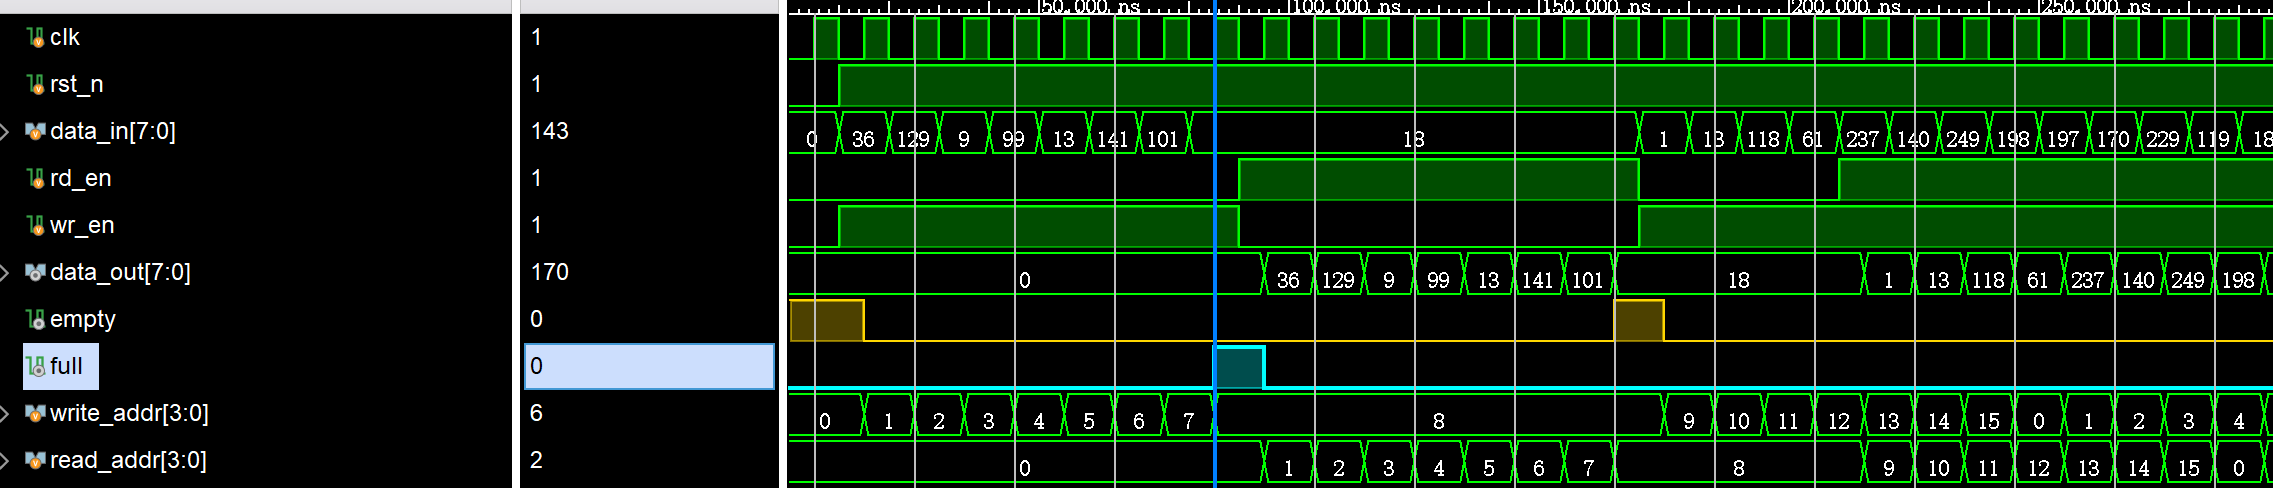 50.000 ns 100.000 ns 150.000 ns 200.000 ns 250.000 ns
clk 1
rst_n 1
data_in[7:0] 143 0 36 129 9 99 13 141 101 18 1 13 118 61 237 140 249 198 197 170 229 119 18
rd_en 1
wr_en 1
data_out[7:0] 170 0 36 129 9 99 13 141 101 18 1 13 118 61 237 140 249 198
empty 0
full 0
write_addr[3:0] 6 0 1 2 3 4 5 6 7 8 9 10 11 12 13 14 15 0 1 2 3 4
read_addr[3:0] 2 0 1 2 3 4 5 6 7 8 9 10 11 12 13 14 15 0